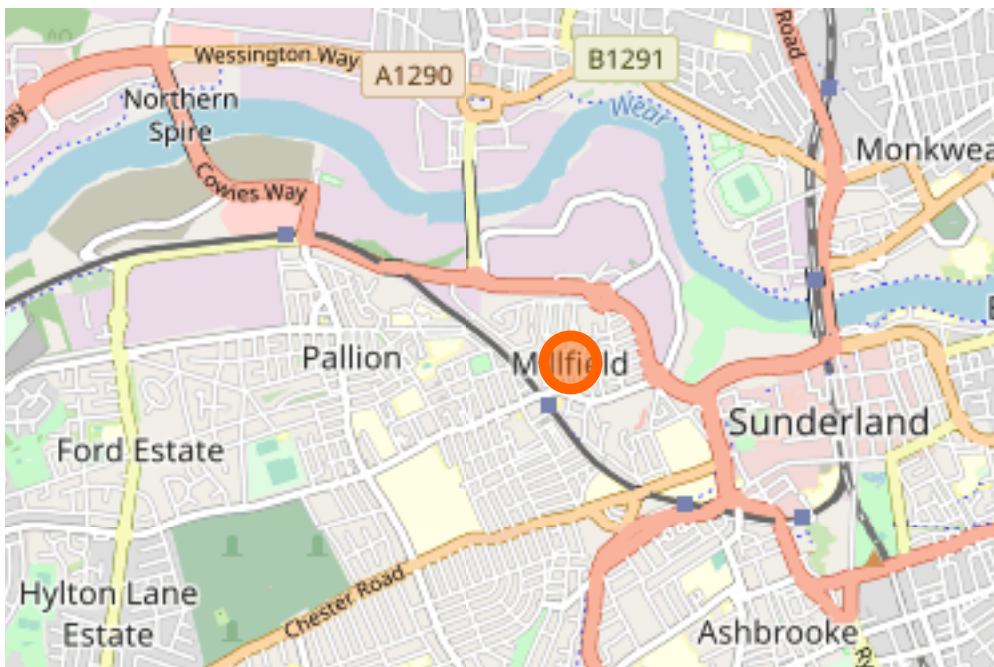 Road
Wessington Way
A1290
B1291
Northern
Spire
Wear
Cowies Way
Pallion
Millfield
Sunderland
Ford Estate
Hylton Lane
Estate
Chester Road
Ashbrooke